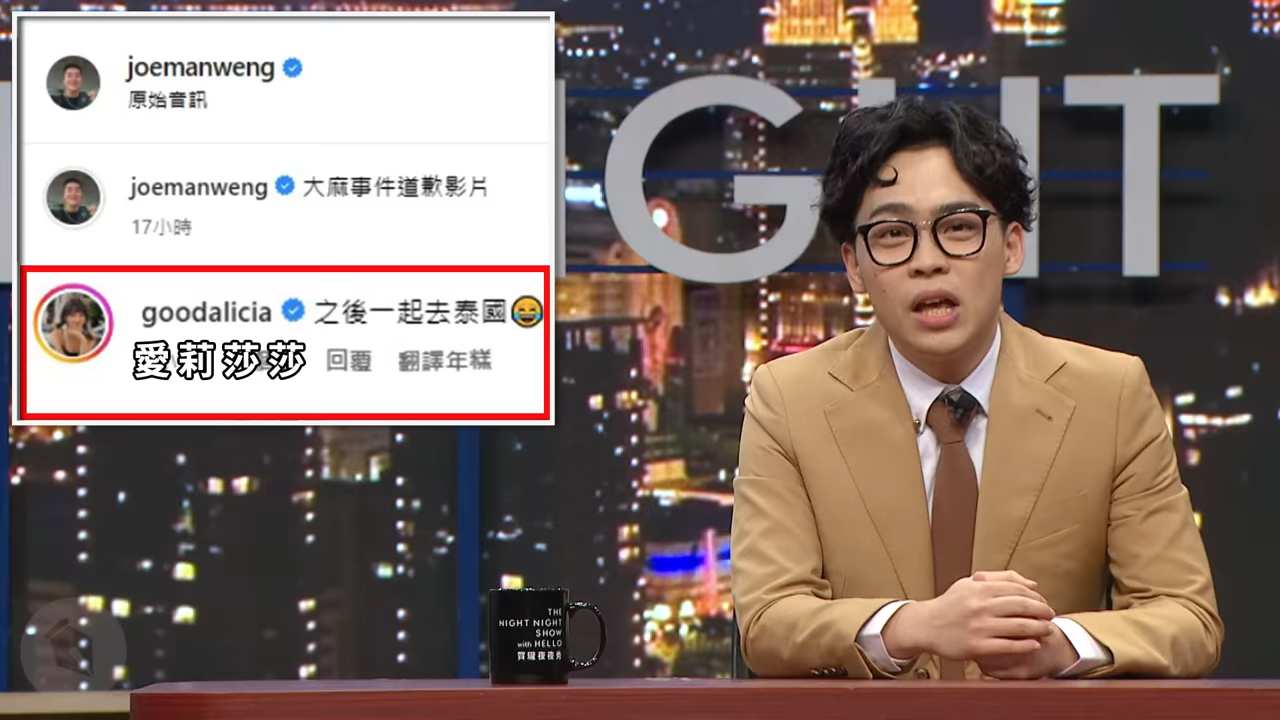 joemanweng
原始音訊
joemanweng 大麻事件道歉影片
17小時
goodalicia 之後一起去泰國😂
愛莉莎莎 回覆 翻譯年糕
GHT
THE
NIGHT NIGHT
SHOW
with HELLO
賀瓏夜夜秀